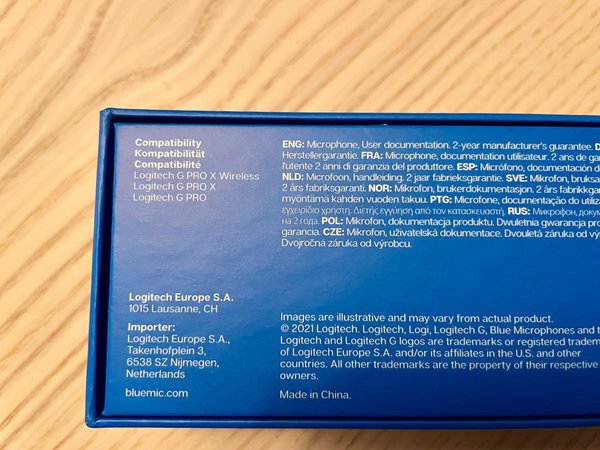 Compatibility
Kompatibilität
Compatibilité
Logitech G PRO X Wireless
Logitech G PRO X
Logitech G PRO
Logitech Europe S.A.
1015 Lausanne, CH
Importer:
Logitech Europe S.A.,
Takenhofplein 3,
6538 SZ Nijmegen,
Netherlands
bluemic.com
ENG: Microphone, User documentation. 2-year manufacturer's guarantee.
Herstellergarantie. FRA: Microphone, documentation utilisateur. 2 ans de
l'utente 2 anni di garanzia del produttore. ESP: Micrófono, documentación
NLD: Microfoon, handleiding. 2 jaar fabrieksgarantie. SVE: Mikrofon,
2 års fabriksgaranti. NOR: Mikrofon, brukerdokumentasjon. 2 års
myöntämä kahden vuoden takuu. PTG: Microfone, documentação do
εγχειρίδιο χρήστη. Διετής εγγύηση από τον κατασκευαστή. RUS: Микрофон,
на 2 года. POL: Mikrofon, dokumentacja produktu. Dwuletnia gwarancja
garancia. CZE: Mikrofon, uživatelská dokumentace. Dvouletá záruka od
Dvojročná záruka od výrobcu.
Images are illustrative and may vary from actual product.
© 2021 Logitech. Logitech, Logi, Logitech G, Blue Microphones and
Logitech and Logitech G logos are trademarks or registered
of Logitech Europe S.A. and/or its affiliates in the U.S. and other
countries. All other trademarks are the property of their respective
owners.
Made in China.